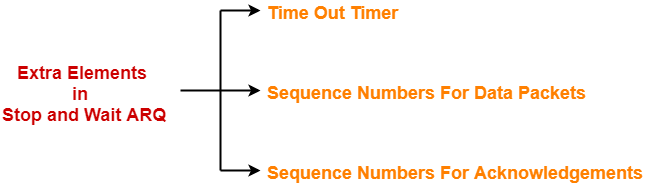 Time Out Timer
Extra Elements
in
Stop and Wait ARQ
Sequence Numbers For Data Packets
Sequence Numbers For Acknowledgements